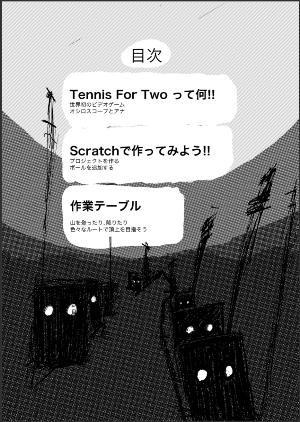 目次
Tennis For Two って何!!
世界初のビデオゲーム
オシロスコープとアナ
Scratchで作ってみよう!!
プロジェクトを作る
ボールを追加する
作業テーブル
山を登ったり、降りたり
色々なルートで頂上を目指そう